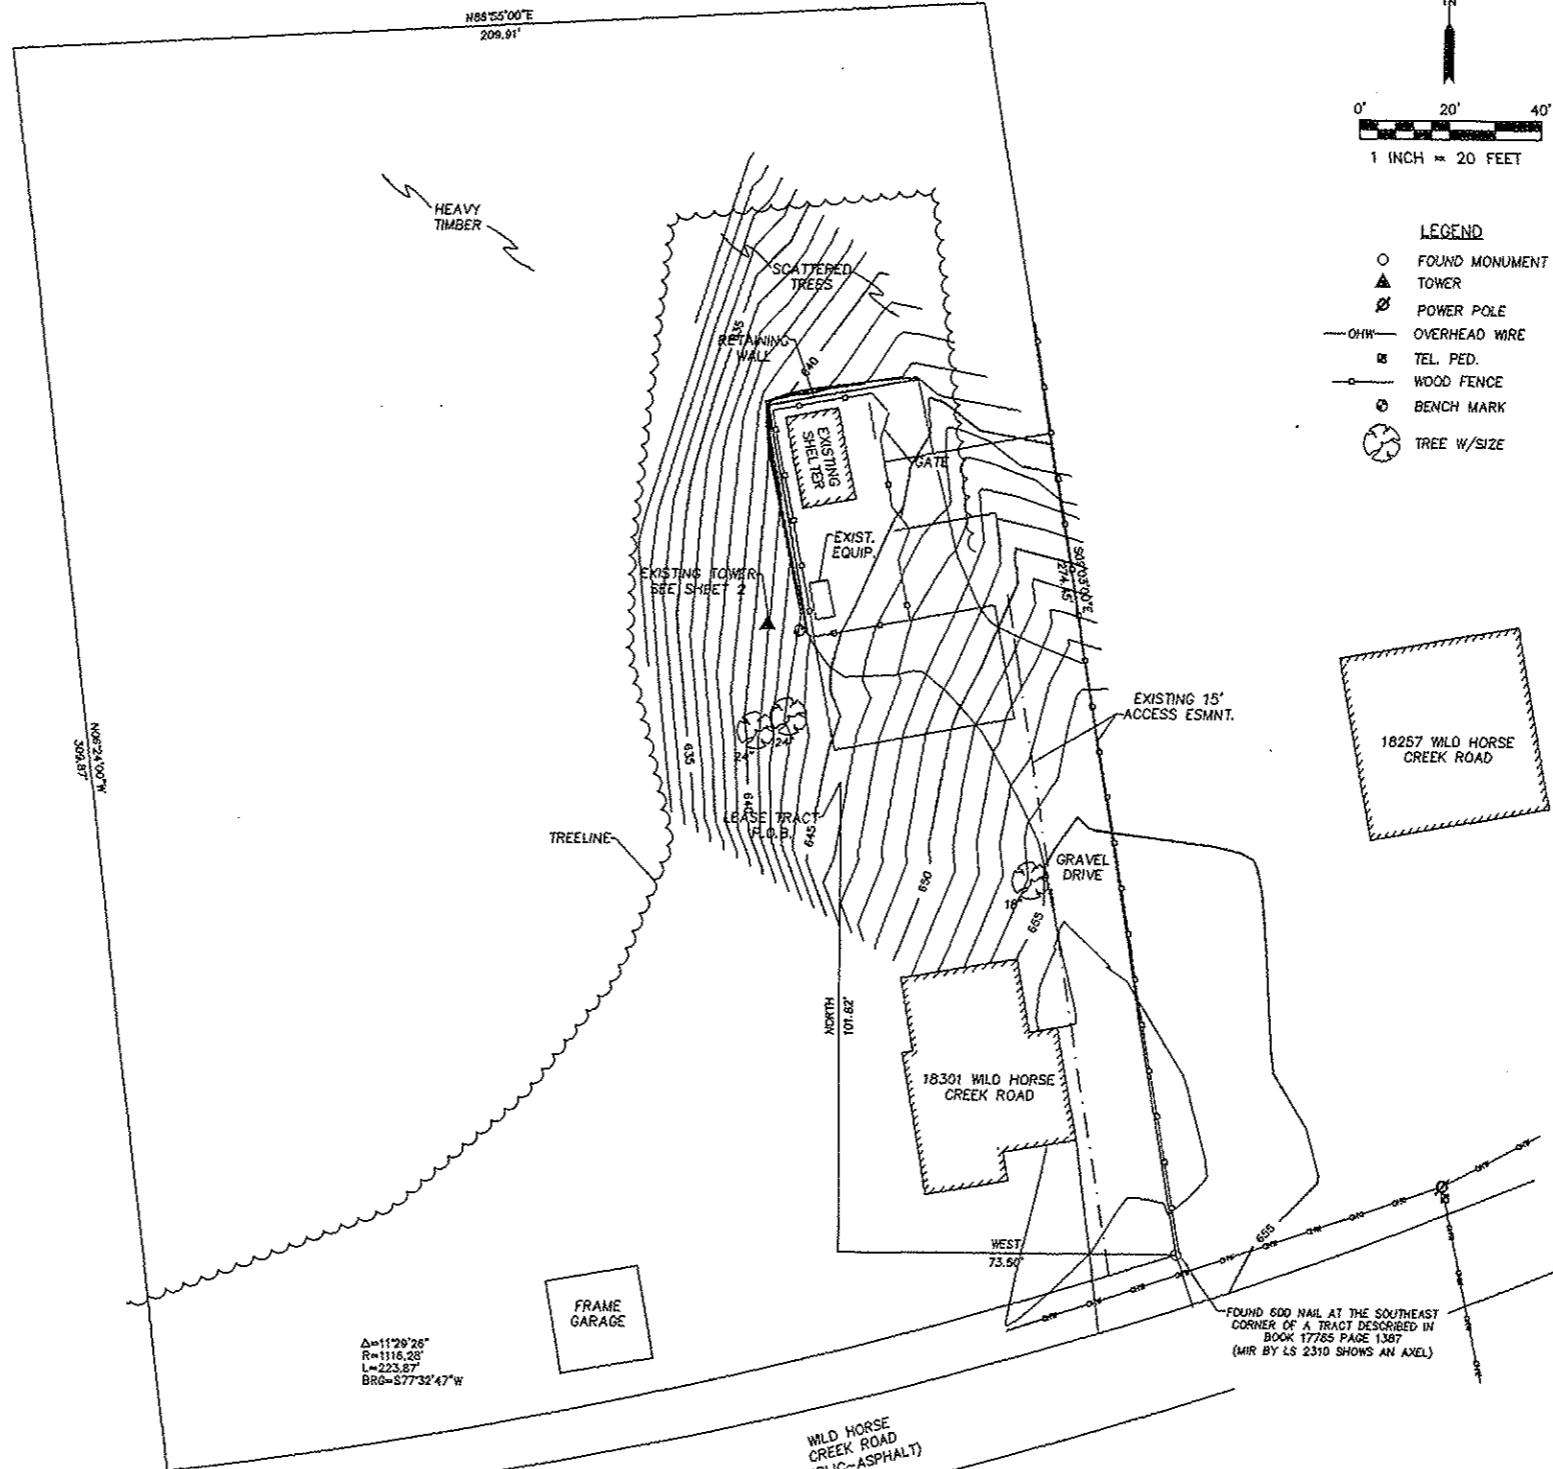 N88°55'00"E
209.91'
N
0' 20' 40'
1 INCH = 20 FEET
LEGEND
FOUND MONUMENT
TOWER
POWER POLE
OHW OVERHEAD WIRE
TEL. PED.
WOOD FENCE
BENCH MARK
TREE W/SIZE
HEAVY
TIMBER
SCATTERED
TREES
635
RETAINING
WALL
640
EXISTING
SHELTER
GATE
EXIST.
EQUIP.
EXISTING TOWER
SEE SHEET 2
S09°03'00"E
274.45'
EXISTING 15'
ACCESS ESMNT.
18257 WILD HORSE
CREEK ROAD
N06°24'00"W
309.87'
24"
24"
635
640
645
LEASE TRACT
P.O.B.
TREELINE
650
GRAVEL
DRIVE
18"
655
NORTH
101.82'
18301 WILD HORSE
CREEK ROAD
WEST
73.50'
655
FRAME
GARAGE
FOUND 60D NAIL AT THE SOUTHEAST
CORNER OF A TRACT DESCRIBED IN
BOOK 17765 PAGE 1387
(MIR BY LS 2310 SHOWS AN AXEL)
Δ=11°29'26"
R=1116.28'
L=223.87'
BRG=S77°32'47"W
WILD HORSE
CREEK ROAD